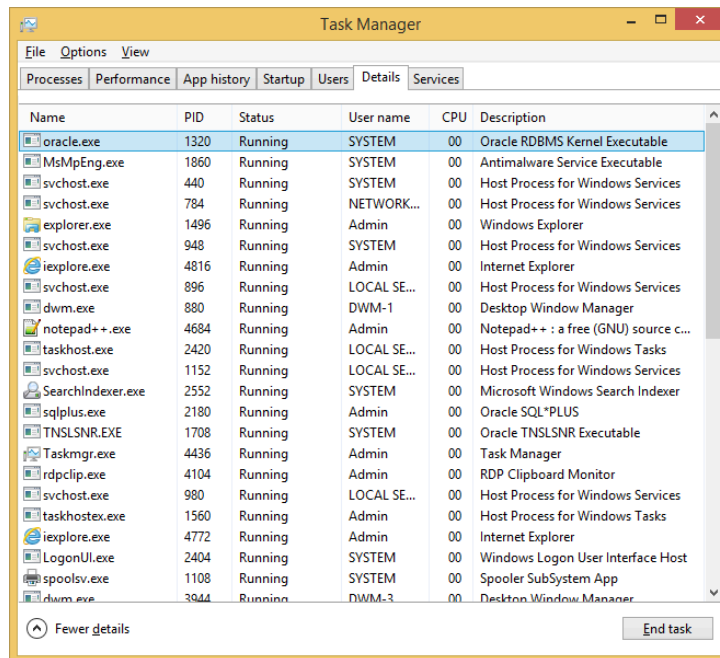 Task Manager
File Options View
Processes Performance App history Startup Users Details Services
Name PID Status User name CPU Description
oracle.exe 1320 Running SYSTEM 00 Oracle RDBMS Kernel Executable
MsMpEng.exe 1860 Running SYSTEM 00 Antimalware Service Executable
svchost.exe 440 Running SYSTEM 00 Host Process for Windows Services
svchost.exe 784 Running NETWORK... 00 Host Process for Windows Services
explorer.exe 1496 Running Admin 00 Windows Explorer
svchost.exe 948 Running SYSTEM 00 Host Process for Windows Services
iexplore.exe 4816 Running Admin 00 Internet Explorer
svchost.exe 896 Running LOCAL SE... 00 Host Process for Windows Services
dwm.exe 880 Running DWM-1 00 Desktop Window Manager
notepad++.exe 4684 Running Admin 00 Notepad++ : a free (GNU) source c...
taskhost.exe 2420 Running LOCAL SE... 00 Host Process for Windows Tasks
svchost.exe 1152 Running LOCAL SE... 00 Host Process for Windows Services
SearchIndexer.exe 2552 Running SYSTEM 00 Microsoft Windows Search Indexer
sqlplus.exe 2180 Running Admin 00 Oracle SQL*PLUS
TNSLSNR.EXE 1708 Running SYSTEM 00 Oracle TNSLSNR Executable
Taskmgr.exe 4436 Running Admin 00 Task Manager
rdpclip.exe 4104 Running Admin 00 RDP Clipboard Monitor
svchost.exe 980 Running LOCAL SE... 00 Host Process for Windows Services
taskhostex.exe 1560 Running Admin 00 Host Process for Windows Tasks
iexplore.exe 4772 Running Admin 00 Internet Explorer
LogonUI.exe 2404 Running SYSTEM 00 Windows Logon User Interface Host
spoolsv.exe 1108 Running SYSTEM 00 Spooler SubSystem App
dwm.exe 3944 Running DWM-3 00 Desktop Window Manager
Fewer details End task